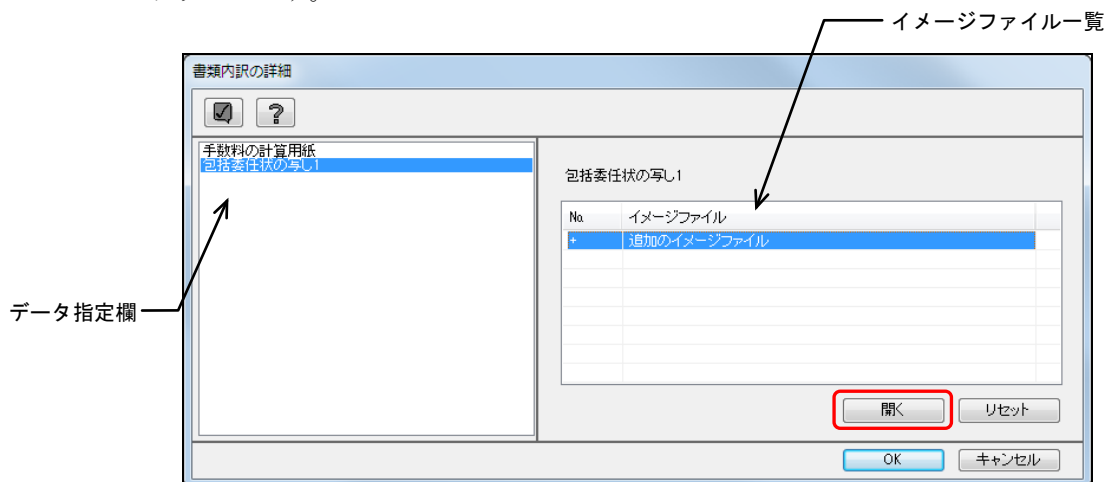 イメージファイル一覧
書類内訳の詳細
手数料の計算用紙
包括委任状の写し1
包括委任状の写し1
No. イメージファイル
+ 追加のイメージファイル
データ指定欄
開く リセット
OK キャンセル